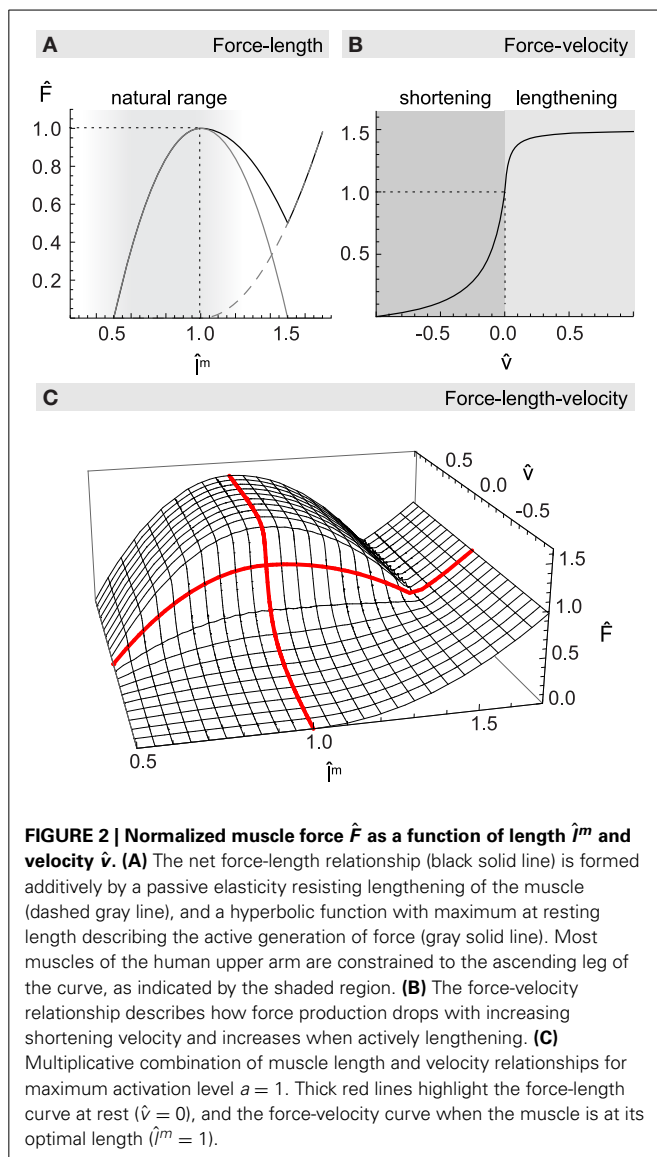 A Force-length
B Force-velocity
F̂
natural range
1.0
0.8
0.6
0.4
0.2
0.5 1.0 1.5
l̂ᵐ
shortening lengthening
1.5
1.0
0.5
-0.5 0.0 0.5
v̂
C Force-length-velocity
0.5
0.0
-0.5
v̂
1.5
1.0
0.5
0.0
F̂
0.5
1.0
1.5
l̂ᵐ
FIGURE 2 | Normalized muscle force F̂ as a function of length l̂ᵐ and
velocity v̂. (A) The net force-length relationship (black solid line) is formed
additively by a passive elasticity resisting lengthening of the muscle
(dashed gray line), and a hyperbolic function with maximum at resting
length describing the active generation of force (gray solid line). Most
muscles of the human upper arm are constrained to the ascending leg of
the curve, as indicated by the shaded region. (B) The force-velocity
relationship describes how force production drops with increasing
shortening velocity and increases when actively lengthening. (C)
Multiplicative combination of muscle length and velocity relationships for
maximum activation level a = 1. Thick red lines highlight the force-length
curve at rest (v̂ = 0), and the force-velocity curve when the muscle is at its
optimal length (l̂ᵐ = 1).